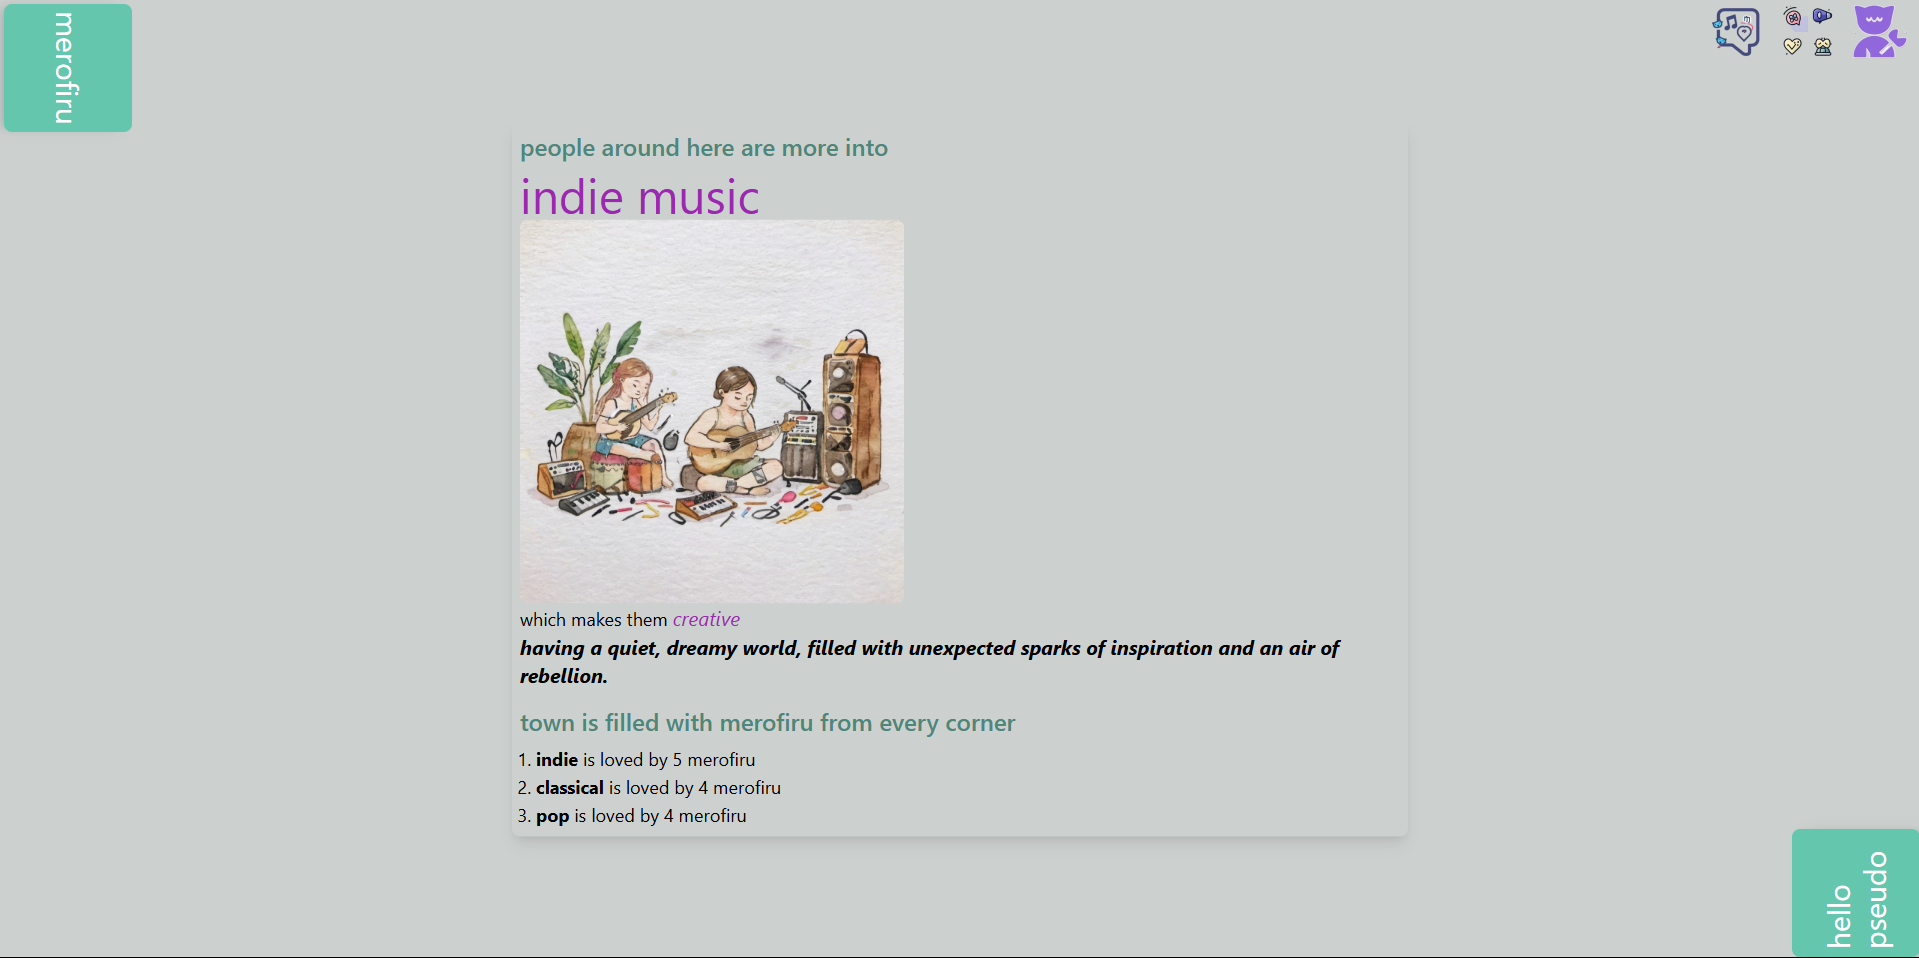 merofiru
people around here are more into
indie music
which makes them creative
having a quiet, dreamy world, filled with unexpected sparks of inspiration and an air of
rebellion.
town is filled with merofiru from every corner
1. indie is loved by 5 merofiru
2. classical is loved by 4 merofiru
3. pop is loved by 4 merofiru
hello
pseudo